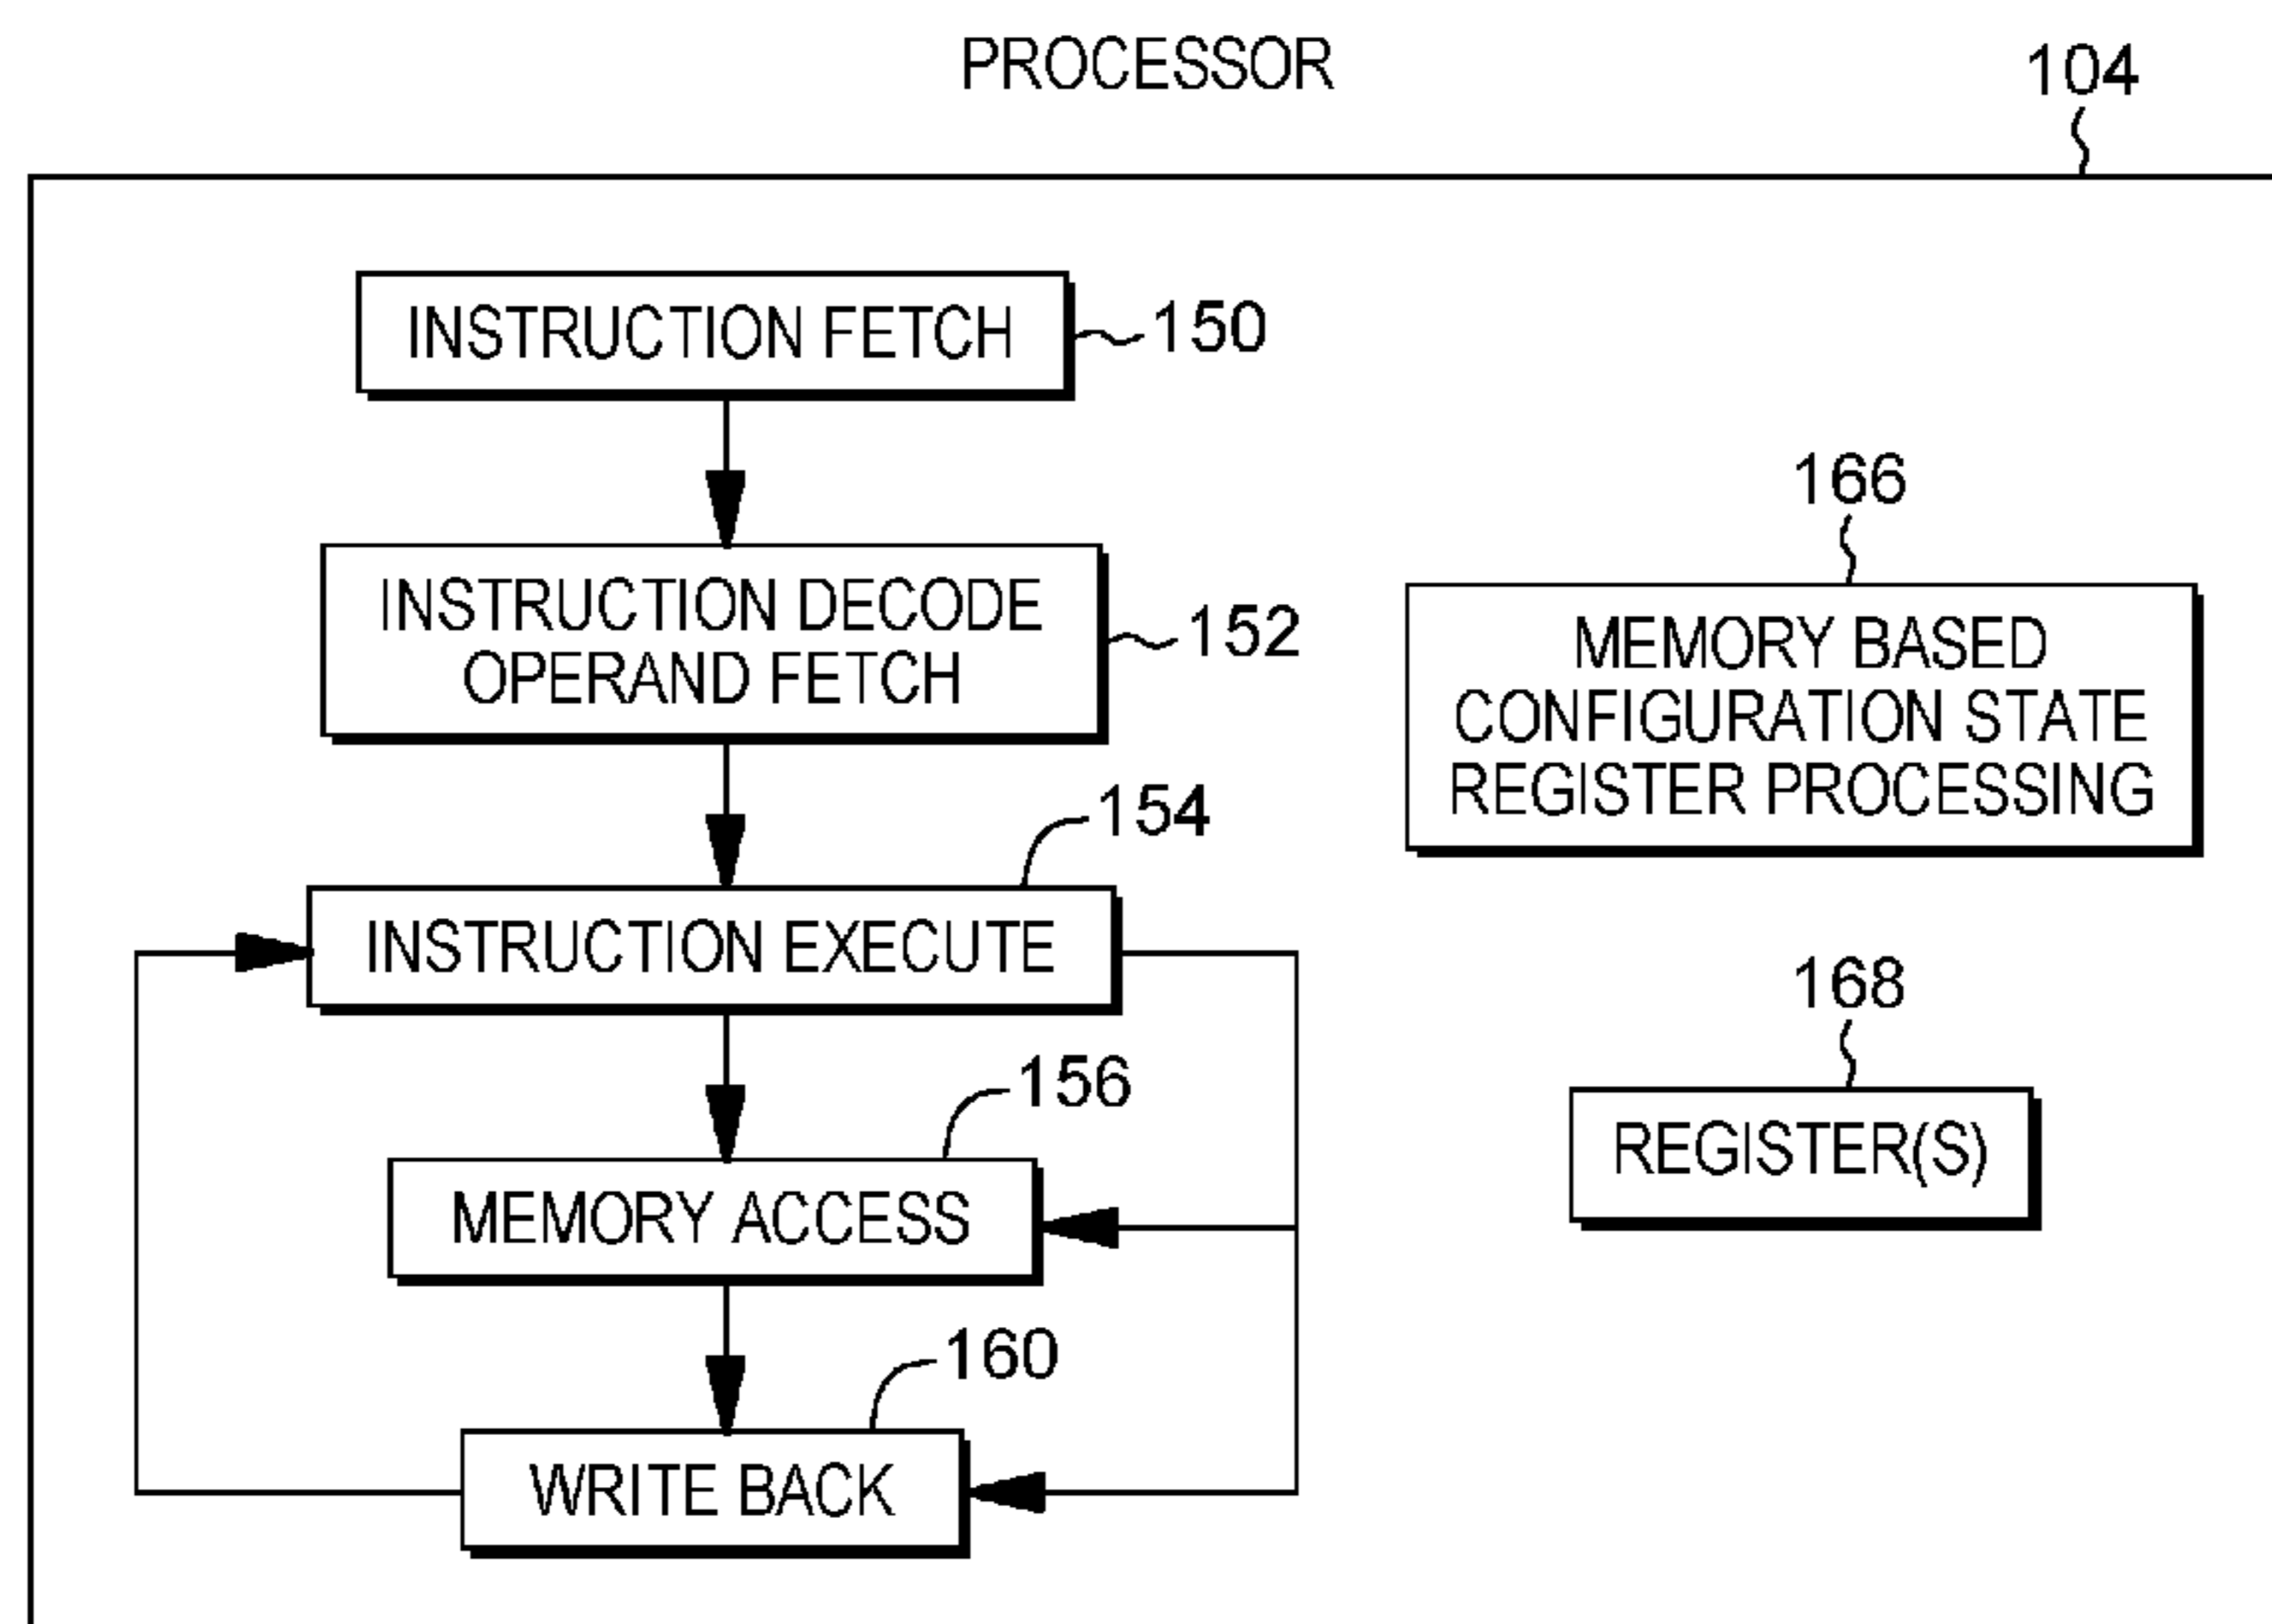 PROCESSOR
104
INSTRUCTION FETCH
150
INSTRUCTION DECODE
OPERAND FETCH
152
154
INSTRUCTION EXECUTE
156
MEMORY ACCESS
160
WRITE BACK
166
MEMORY BASED
CONFIGURATION STATE
REGISTER PROCESSING
168
REGISTER(S)